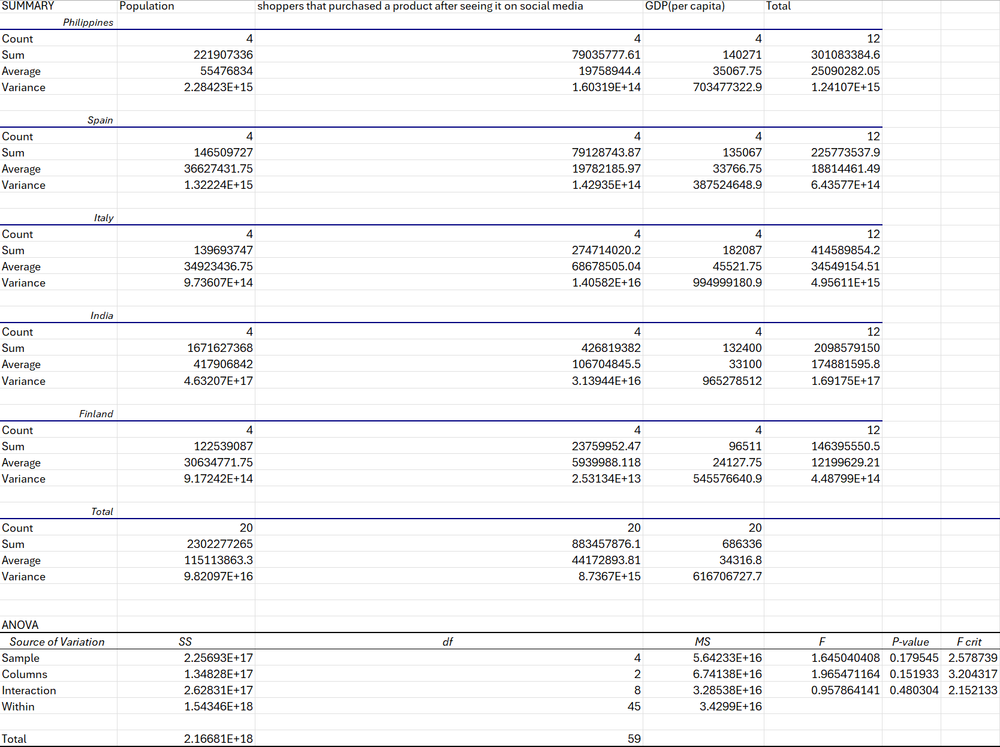 SUMMARY Population shoppers that purchased a product after seeing it on social media GDP(per capita) Total
Philippines
Count 4 4 4 12
Sum 221907336 79035777.61 140271 301083384.6
Average 55476834 19758944.4 35067.75 25090282.05
Variance 2.28423E+15 1.60319E+14 703477322.9 1.24107E+15
Spain
Count 4 4 4 12
Sum 146509727 79128743.87 135067 225773537.9
Average 36627431.75 19782185.97 33766.75 18814461.49
Variance 1.32224E+15 1.42935E+14 387524648.9 6.43577E+14
Italy
Count 4 4 4 12
Sum 139693747 274714020.2 182087 414589854.2
Average 34923436.75 68678505.04 45521.75 34549154.51
Variance 9.73607E+14 1.40582E+16 994999180.9 4.95611E+15
India
Count 4 4 4 12
Sum 1671627368 426819382 132400 2098579150
Average 417906842 106704845.5 33100 174881595.8
Variance 4.63207E+17 3.13944E+16 965278512 1.69175E+17
Finland
Count 4 4 4 12
Sum 122539087 23759952.47 96511 146395550.5
Average 30634771.75 5939988.118 24127.75 12199629.21
Variance 9.17242E+14 2.53134E+13 545576640.9 4.48799E+14
Total
Count 20 20 20
Sum 2302277265 883457876.1 686336
Average 115113863.3 44172893.81 34316.8
Variance 9.82097E+16 8.7367E+15 616706727.7
ANOVA
Source of Variation SS df MS F P-value F crit
Sample 2.25693E+17 4 5.64233E+16 1.645040408 0.179545 2.578739
Columns 1.34828E+17 2 6.74138E+16 1.965471164 0.151933 3.204317
Interaction 2.62831E+17 8 3.28538E+16 0.957864141 0.480304 2.152133
Within 1.54346E+18 45 3.4299E+16
Total 2.16681E+18 59